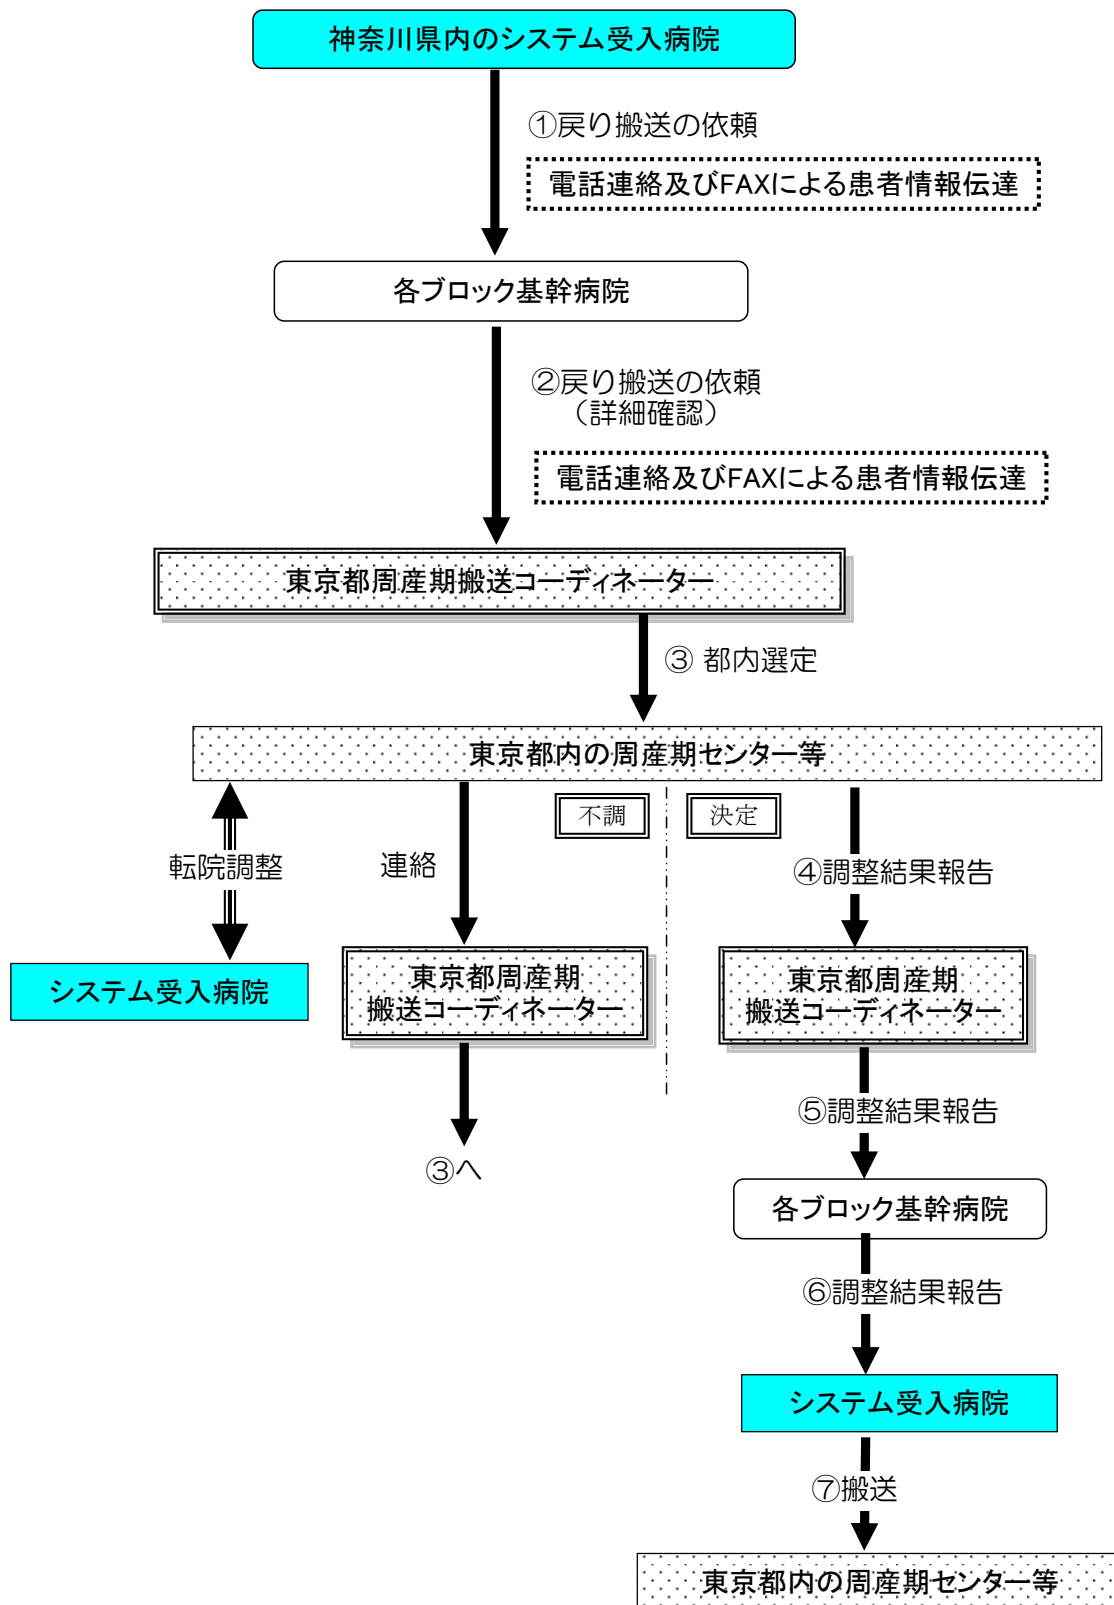 神奈川県内のシステム受入病院
①戻り搬送の依頼
電話連絡及びFAXによる患者情報伝達
各ブロック基幹病院
②戻り搬送の依頼
（詳細確認）
電話連絡及びFAXによる患者情報伝達
東京都周産期搬送コーディネーター
③ 都内選定
東京都内の周産期センター等
不調
決定
転院調整
連絡
④調整結果報告
システム受入病院
東京都周産期
搬送コーディネーター
東京都周産期
搬送コーディネーター
⑤調整結果報告
③へ
各ブロック基幹病院
⑥調整結果報告
システム受入病院
⑦搬送
東京都内の周産期センター等